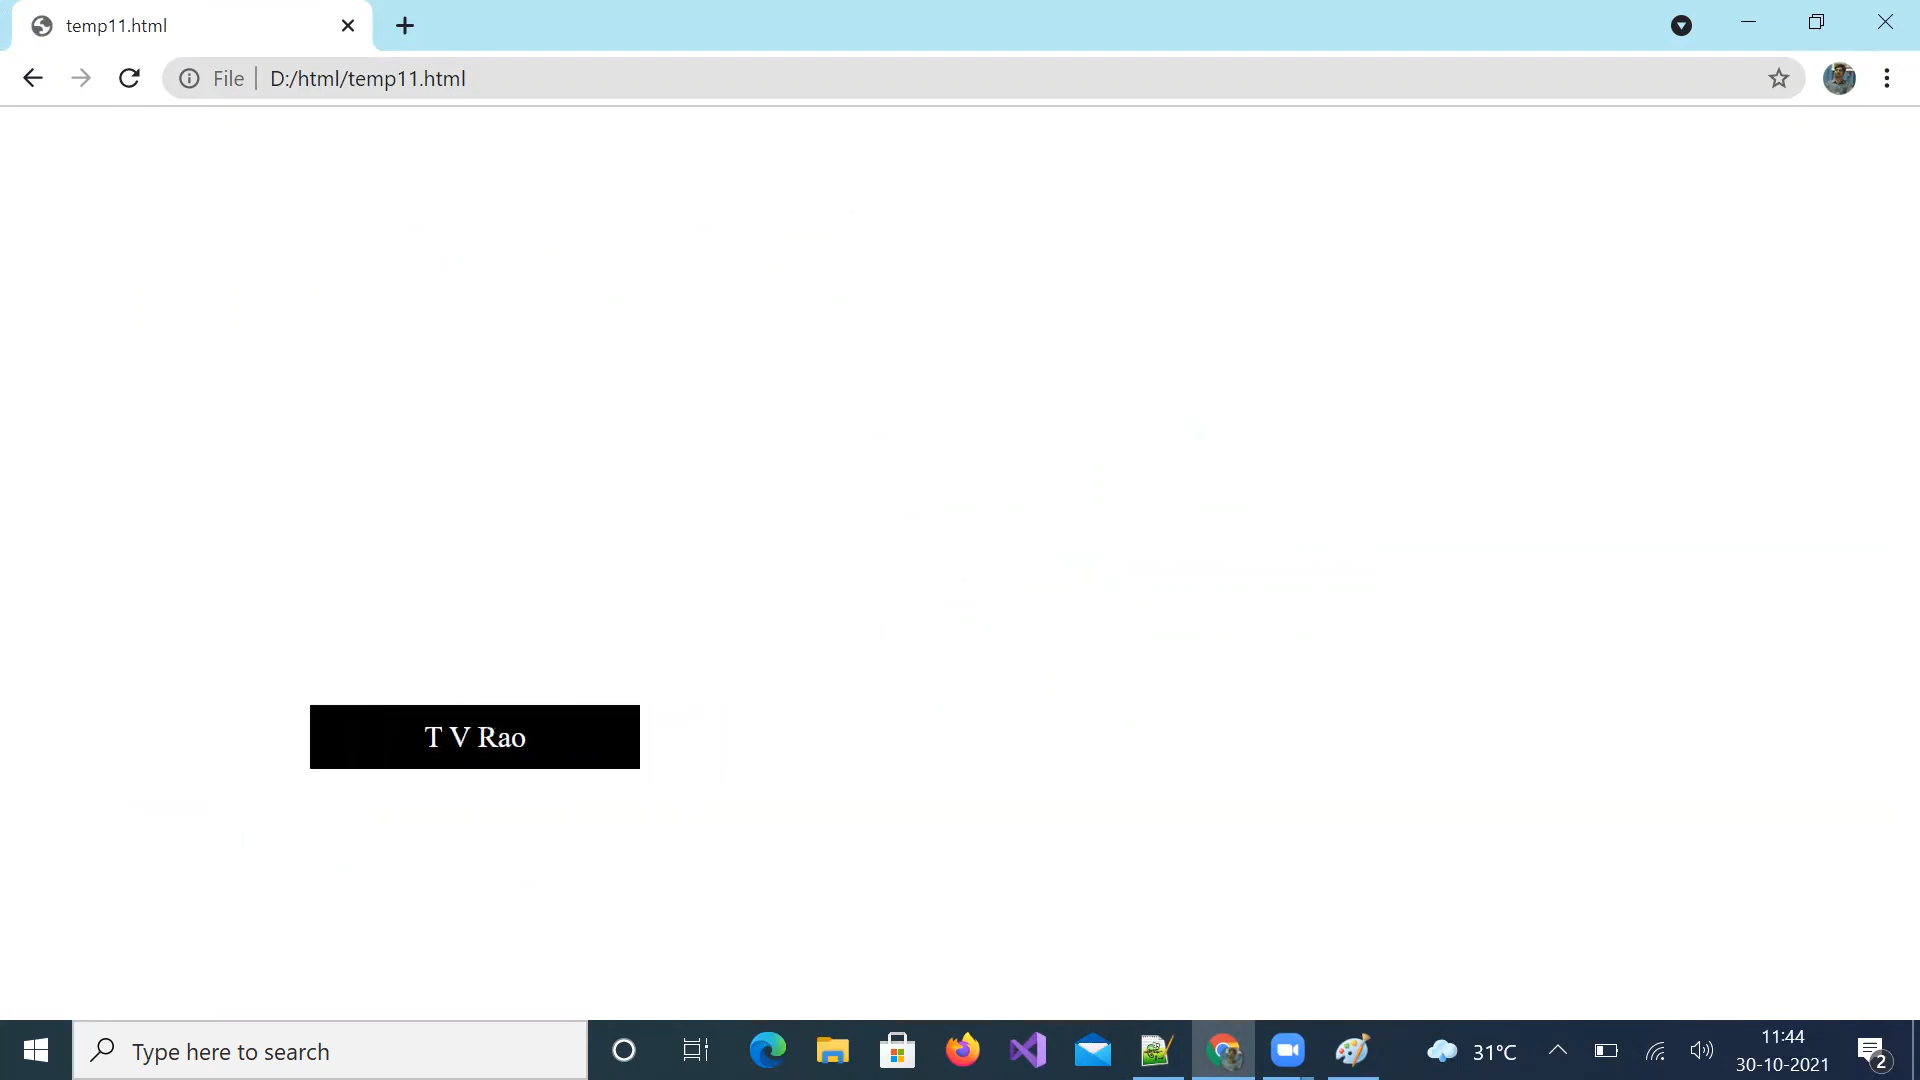 temp11.html
File D:/html/temp11.html
T V Rao
Type here to search
31°C
11:44
30-10-2021
2